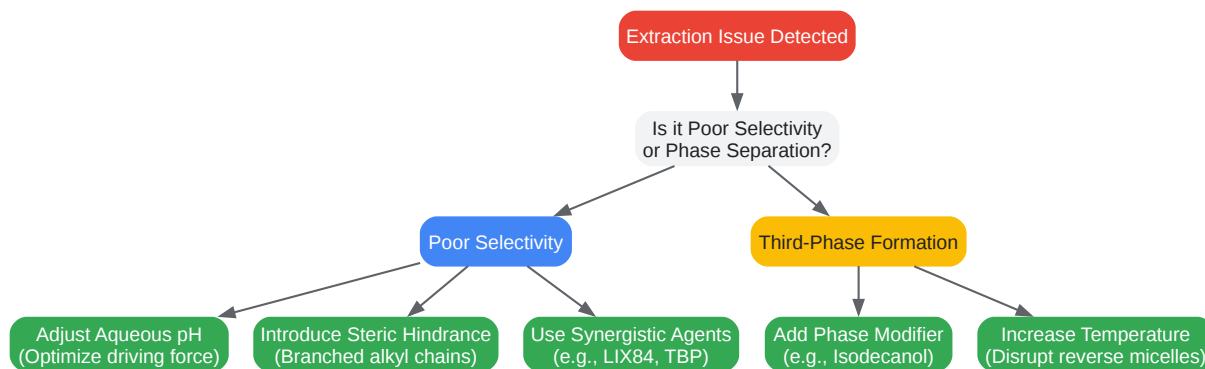 Extraction Issue Detected
Is it Poor Selectivity
or Phase Separation?
Poor Selectivity
Third-Phase Formation
Adjust Aqueous pH
(Optimize driving force)
Introduce Steric Hindrance
(Branched alkyl chains)
Use Synergistic Agents
(e.g., LIX84, TBP)
Add Phase Modifier
(e.g., Isodecanol)
Increase Temperature
(Disrupt reverse micelles)